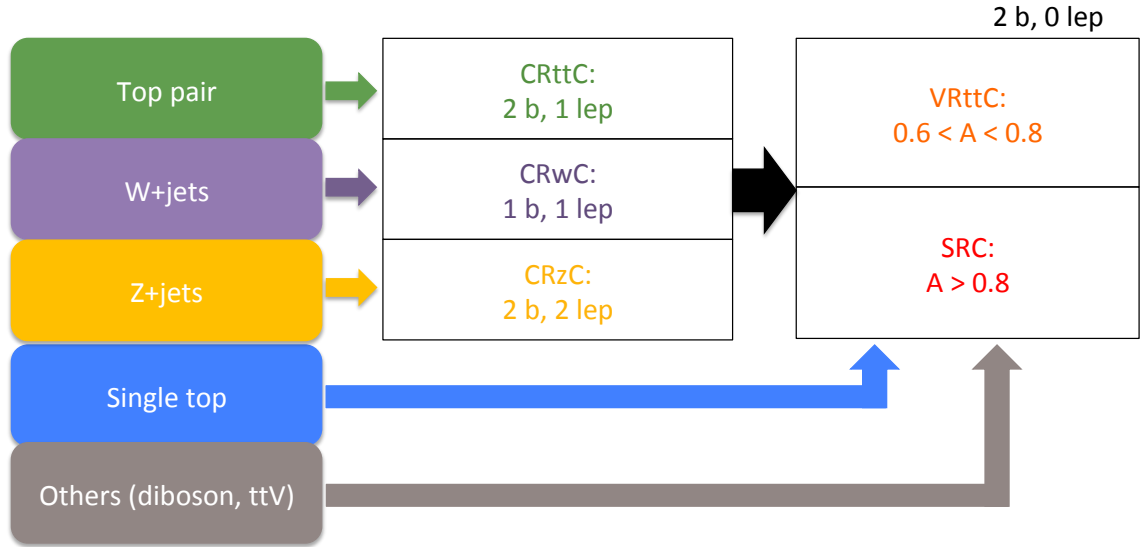 2 b, 0 lep
Top pair
CRttC:
2 b, 1 lep
VRttC:
0.6 < A < 0.8
W+jets
CRwC:
1 b, 1 lep
Z+jets
CRzC:
2 b, 2 lep
SRC:
A > 0.8
Single top
Others (diboson, ttV)